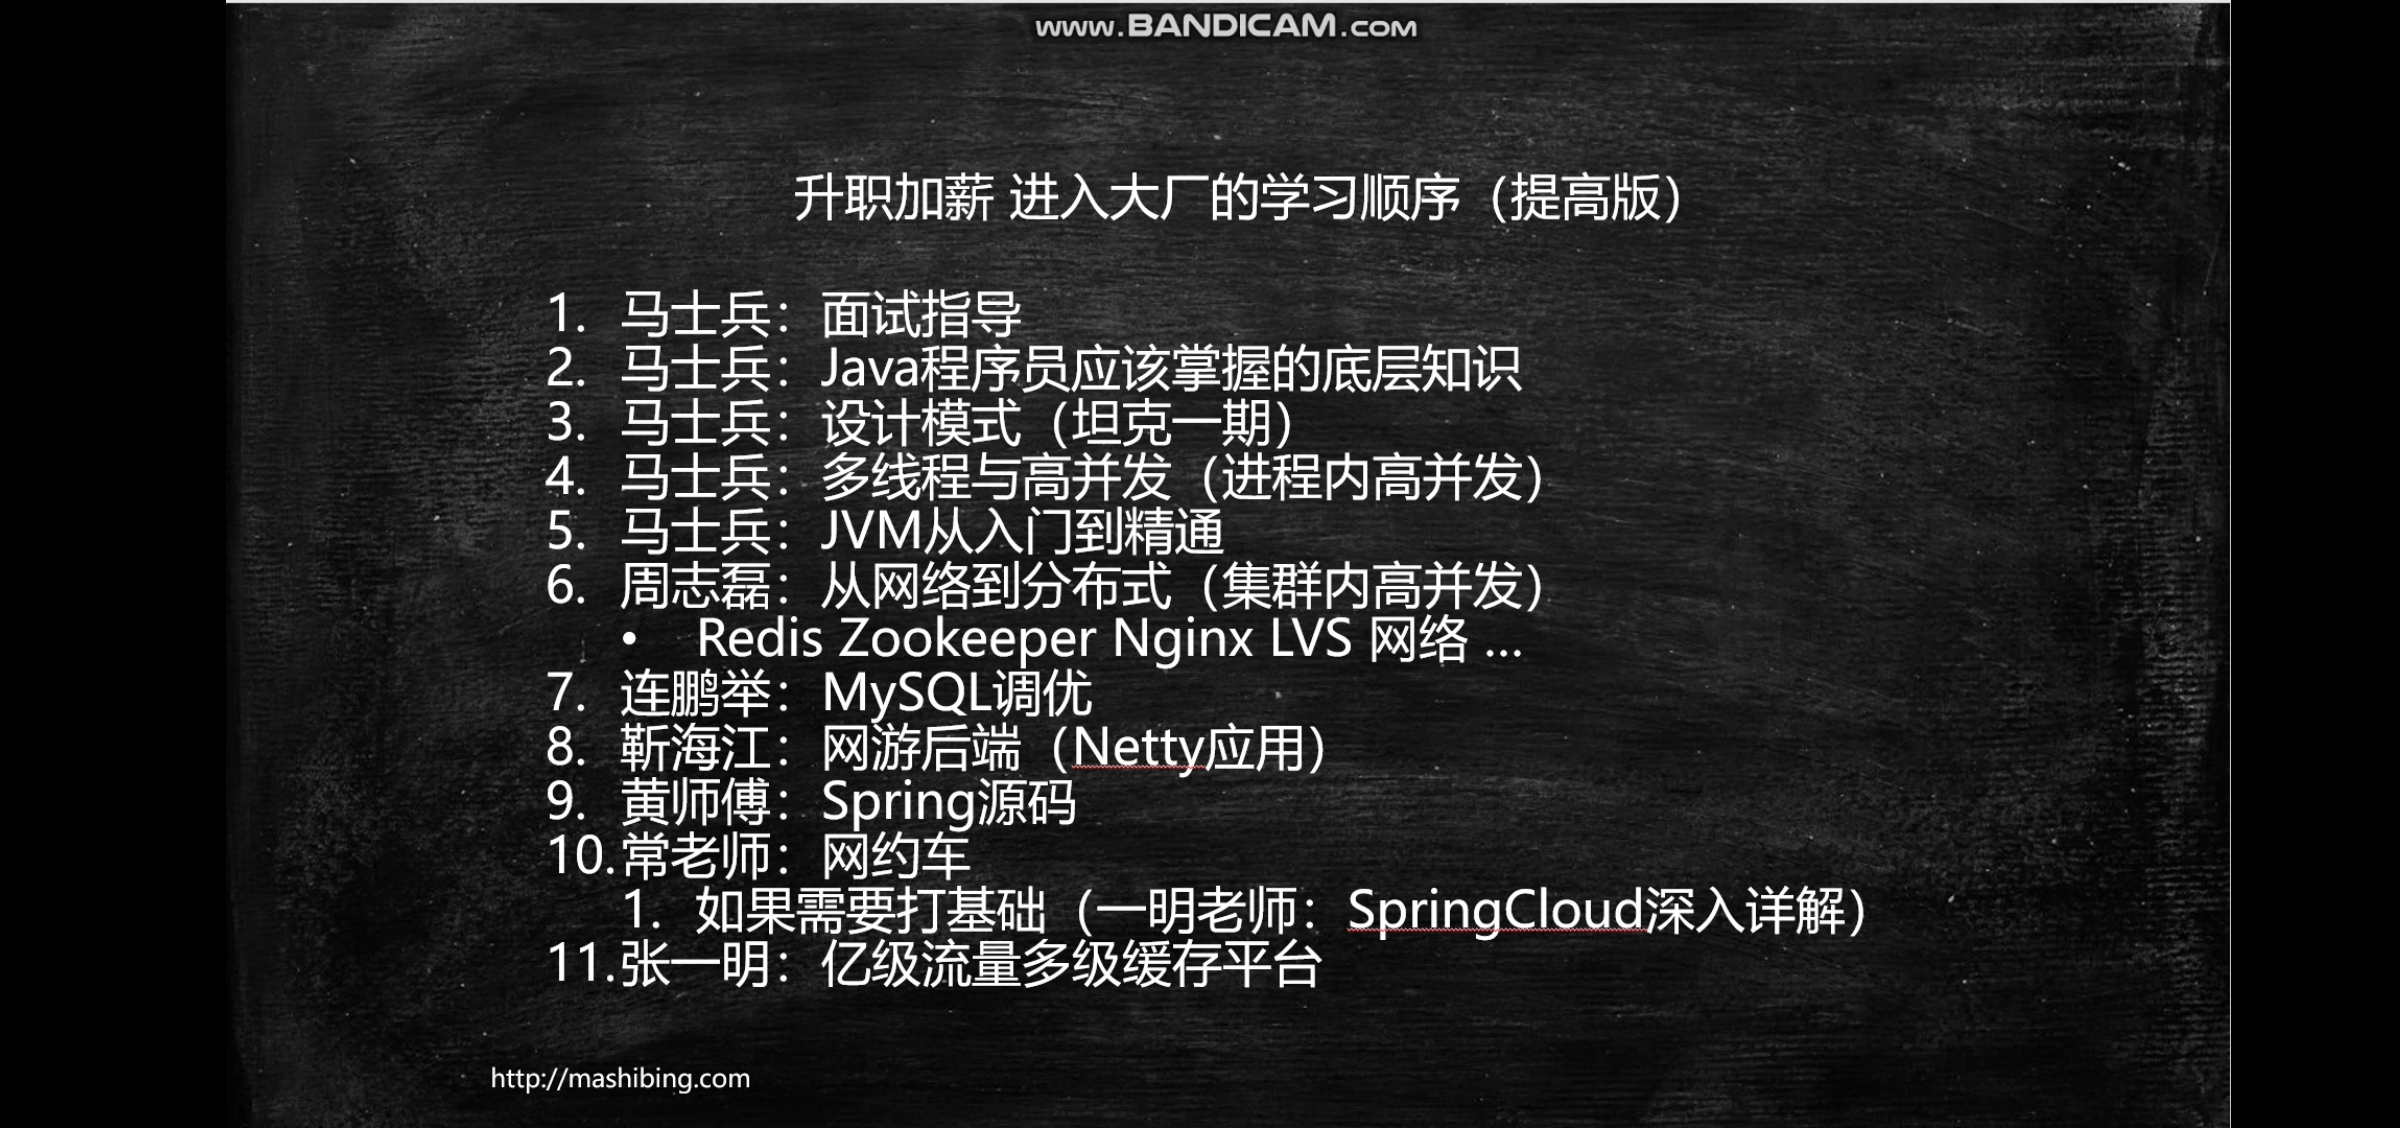 www.BANDICAM.com
升职加薪 进入大厂的学习顺序（提高版）
1. 马士兵：面试指导
2. 马士兵：Java程序员应该掌握的底层知识
3. 马士兵：设计模式（坦克一期）
4. 马士兵：多线程与高并发（进程内高并发）
5. 马士兵：JVM从入门到精通
6. 周志磊：从网络到分布式（集群内高并发）
• Redis Zookeeper Nginx LVS 网络 ...
7. 连鹏举：MySQL调优
8. 靳海江：网游后端（Netty应用）
9. 黄师傅：Spring源码
10. 常老师：网约车
1. 如果需要打基础（一明老师：SpringCloud深入详解）
11. 张一明：亿级流量多级缓存平台
http://mashibing.com